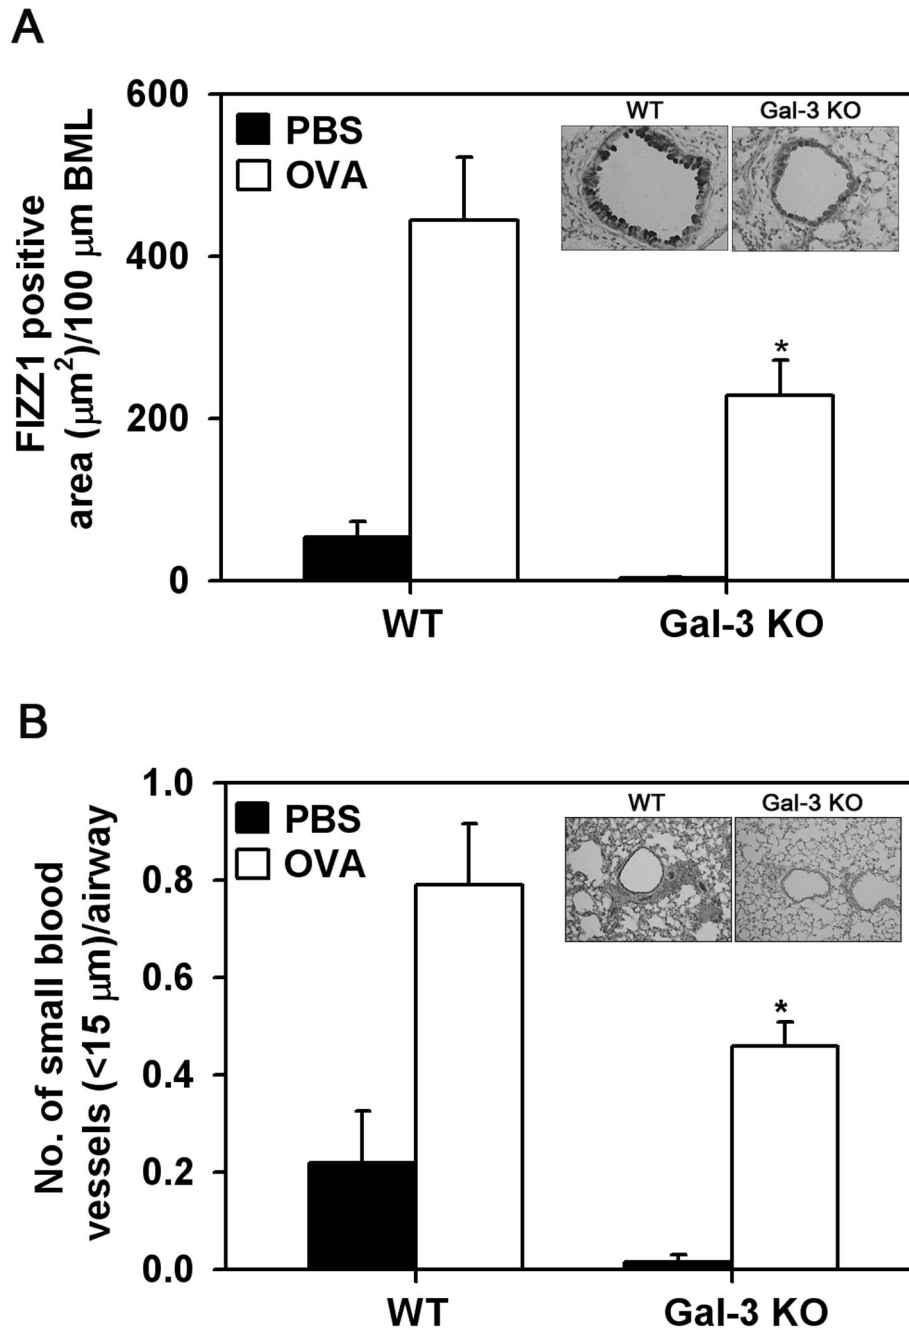 A
FIZZ1 positive
area (μm²)/100 μm BML
600
400
200
0
PBS
OVA
WT
Gal-3 KO
*
WT
Gal-3 KO
B
No. of small blood
vessels (<15 μm)/airway
1.0
0.8
0.6
0.4
0.2
0.0
PBS
OVA
WT
Gal-3 KO
*
WT
Gal-3 KO